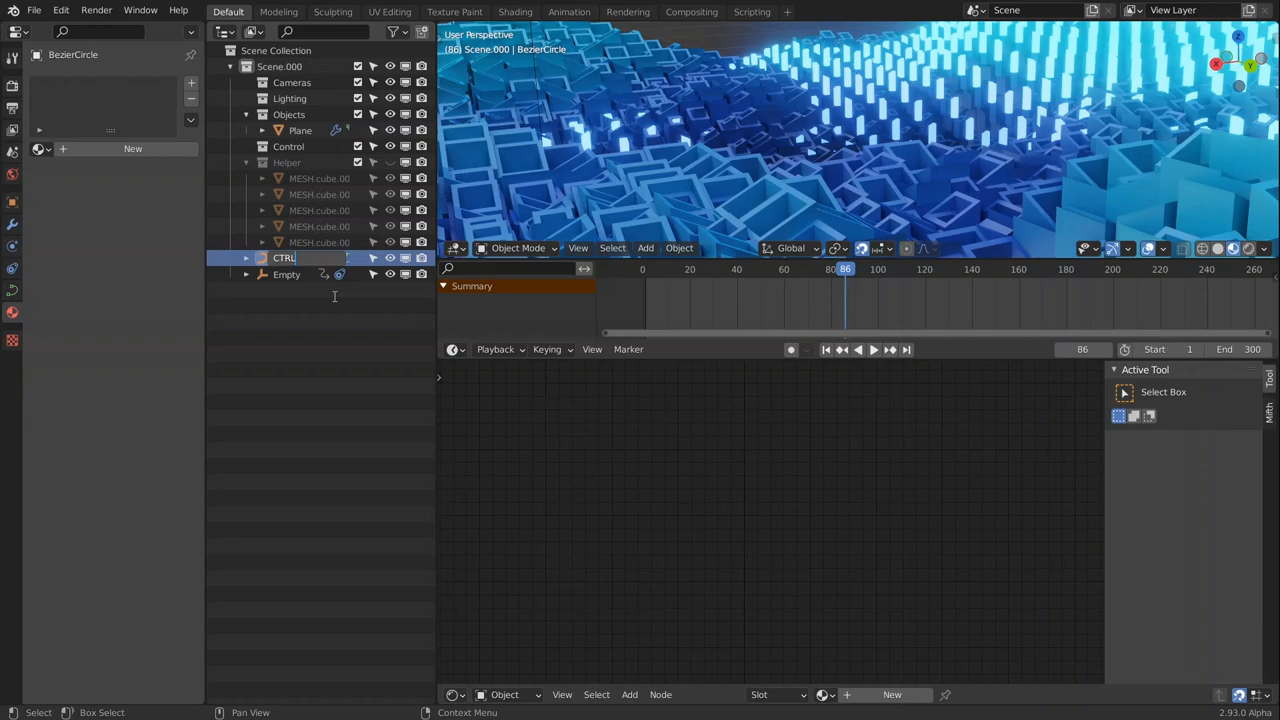 File Edit Render Window Help Default Modeling Sculpting UV Editing Texture Paint Shading Animation Rendering Compositing Scripting + Scene View Layer
BezierCircle
New
Scene Collection
Scene.000
Cameras
Lighting
Objects
Plane
Control
Helper
MESH.cube.00
MESH.cube.00
MESH.cube.00
MESH.cube.00
MESH.cube.00
CTRL
Empty
User Perspective
(86) Scene.000 | BezierCircle
X Y Z
Object Mode View Select Add Object Global
0 20 40 60 80 86 100 120 140 160 180 200 220 240 260
Summary
Playback Keying View Marker 86 Start 1 End 300
Active Tool
Select Box
Tool
Mifth
Object View Select Add Node Slot New
Select Box Select Pan View Context Menu 2.93.0 Alpha